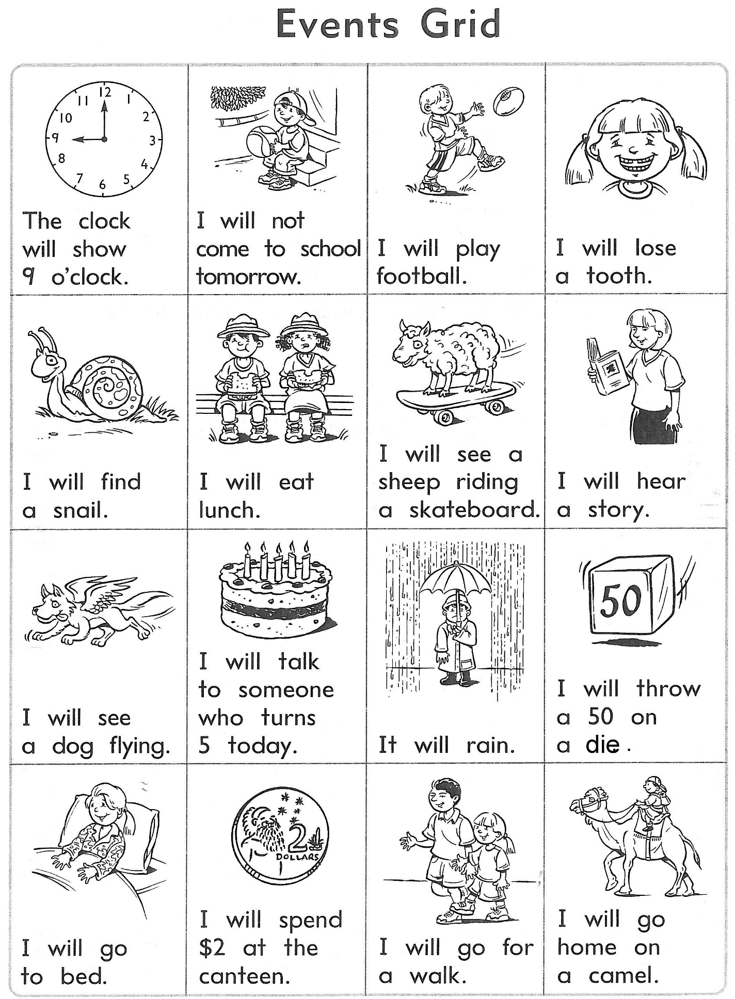 Events Grid
12
11
1
10
2
9
3
8
4
7
5
6
The clock
will show
9 o'clock.
I will not
come to school
tomorrow.
I will play
football.
I will lose
a tooth.
I will find
a snail.
I will eat
lunch.
I will see a
sheep riding
a skateboard.
I will hear
a story.
I will see
a dog flying.
I will talk
to someone
who turns
5 today.
It will rain.
50
I will throw
a 50 on
a die.
I will go
to bed.
2
DOLLARS
I will spend
$2 at the
canteen.
I will go for
a walk.
I will go
home on
a camel.